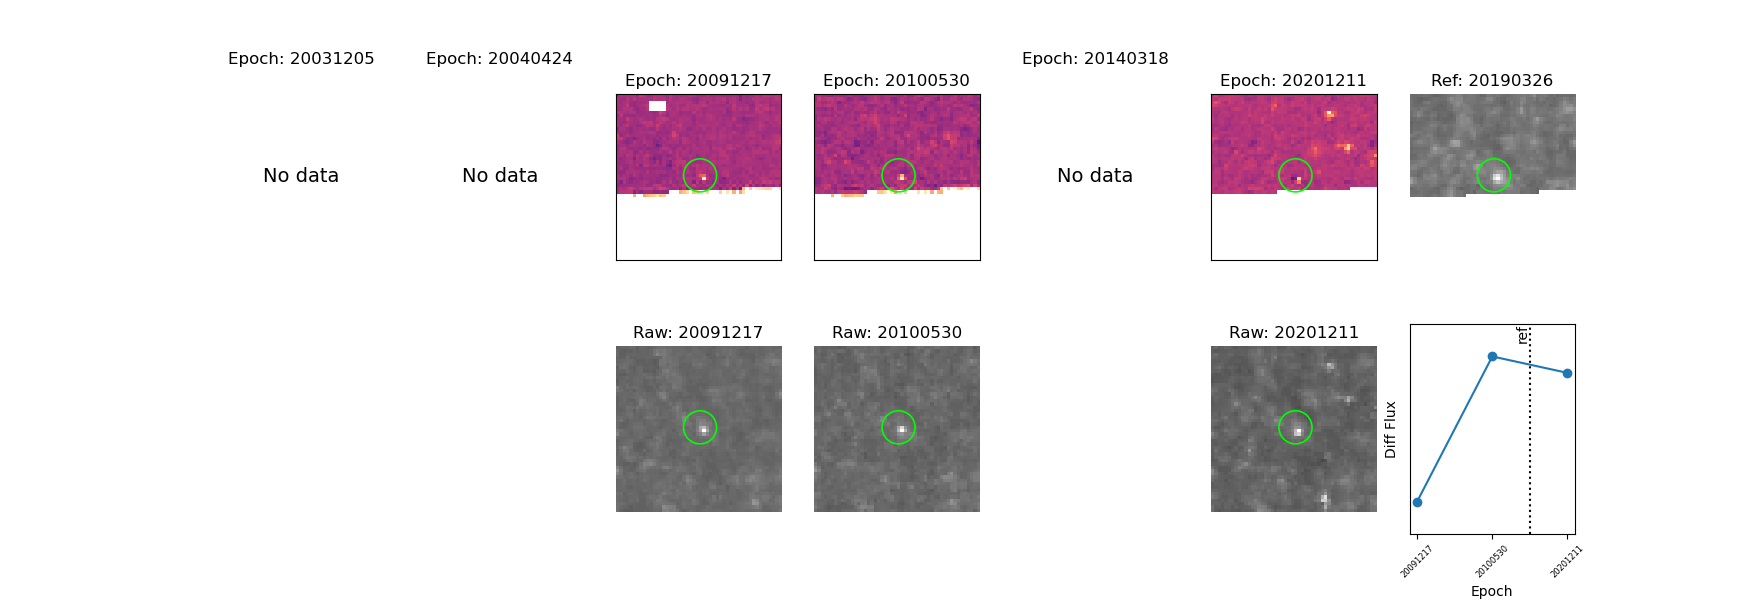 Epoch: 20031205
Epoch: 20040424
Epoch: 20091217
Epoch: 20100530
Epoch: 20140318
Epoch: 20201211
Ref: 20190326
No data
No data
No data
Raw: 20091217
Raw: 20100530
Raw: 20201211
ref
Diff Flux
20091217
20100530
20201211
Epoch